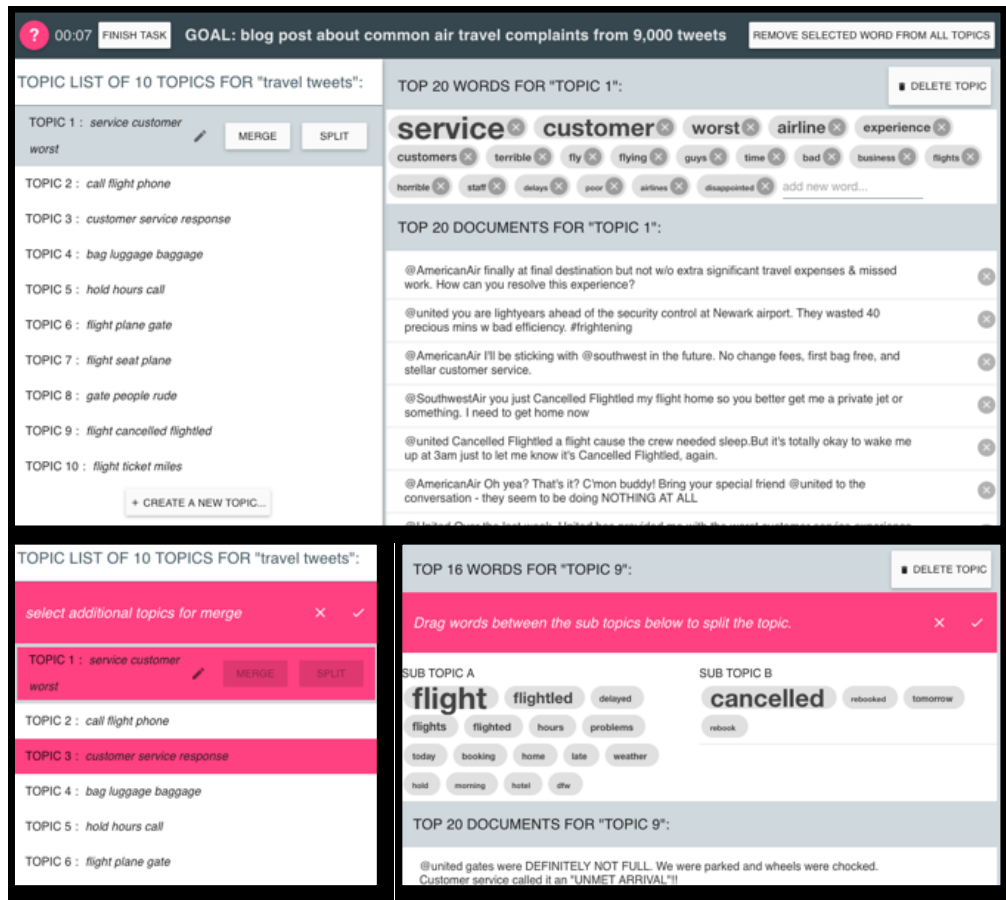 ? 00:07 FINISH TASK GOAL: blog post about common air travel complaints from 9,000 tweets REMOVE SELECTED WORD FROM ALL TOPICS
TOPIC LIST OF 10 TOPICS FOR "travel tweets":
TOPIC 1 : service customer
worst
MERGE SPLIT
TOPIC 2 : call flight phone
TOPIC 3 : customer service response
TOPIC 4 : bag luggage baggage
TOPIC 5 : hold hours call
TOPIC 6 : flight plane gate
TOPIC 7 : flight seat plane
TOPIC 8 : gate people rude
TOPIC 9 : flight cancelled flightled
TOPIC 10 : flight ticket miles
+ CREATE A NEW TOPIC...
TOP 20 WORDS FOR "TOPIC 1":
DELETE TOPIC
service customer worst airline experience
customers terrible fly flying guys time bad business flights
horrible staff delays poor airlines disappointed add new word...
TOP 20 DOCUMENTS FOR "TOPIC 1":
@AmericanAir finally at final destination but not w/o extra significant travel expenses & missed
work. How can you resolve this experience?
@united you are lightyears ahead of the security control at Newark airport. They wasted 40
precious mins w bad efficiency. #frightening
@AmericanAir I'll be sticking with @southwest in the future. No change fees, first bag free, and
stellar customer service.
@SouthwestAir you just Cancelled Flightled my flight home so you better get me a private jet or
something. I need to get home now
@united Cancelled Flightled a flight cause the crew needed sleep.But it's totally okay to wake me
up at 3am just to let me know it's Cancelled Flightled, again.
@AmericanAir Oh yea? That's it? C'mon buddy! Bring your special friend @united to the
conversation - they seem to be doing NOTHING AT ALL
@United Over the last week, United has provided me with the worst customer service experience
TOPIC LIST OF 10 TOPICS FOR "travel tweets":
select additional topics for merge
TOPIC 1 : service customer
worst
MERGE SPLIT
TOPIC 2 : call flight phone
TOPIC 3 : customer service response
TOPIC 4 : bag luggage baggage
TOPIC 5 : hold hours call
TOPIC 6 : flight plane gate
TOP 16 WORDS FOR "TOPIC 9":
DELETE TOPIC
Drag words between the sub topics below to split the topic.
SUB TOPIC A
flight flightled delayed
flights flighted hours problems
today booking home late weather
hold morning hotel dfw
SUB TOPIC B
cancelled rebooked tomorrow
rebook
TOP 20 DOCUMENTS FOR "TOPIC 9":
@united gates were DEFINITELY NOT FULL. We were parked and wheels were chocked.
Customer service called it an "UNMET ARRIVAL"!!